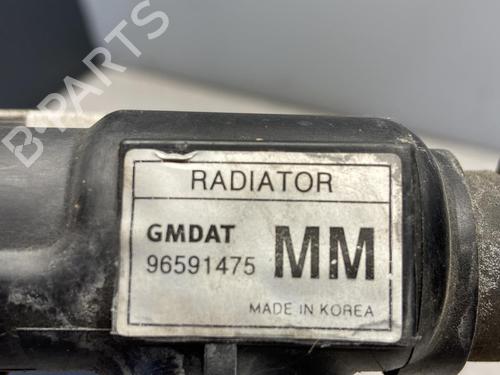 RADIATOR
GMDAT
96591475
MM
MADE IN KOREA
B-PARTS